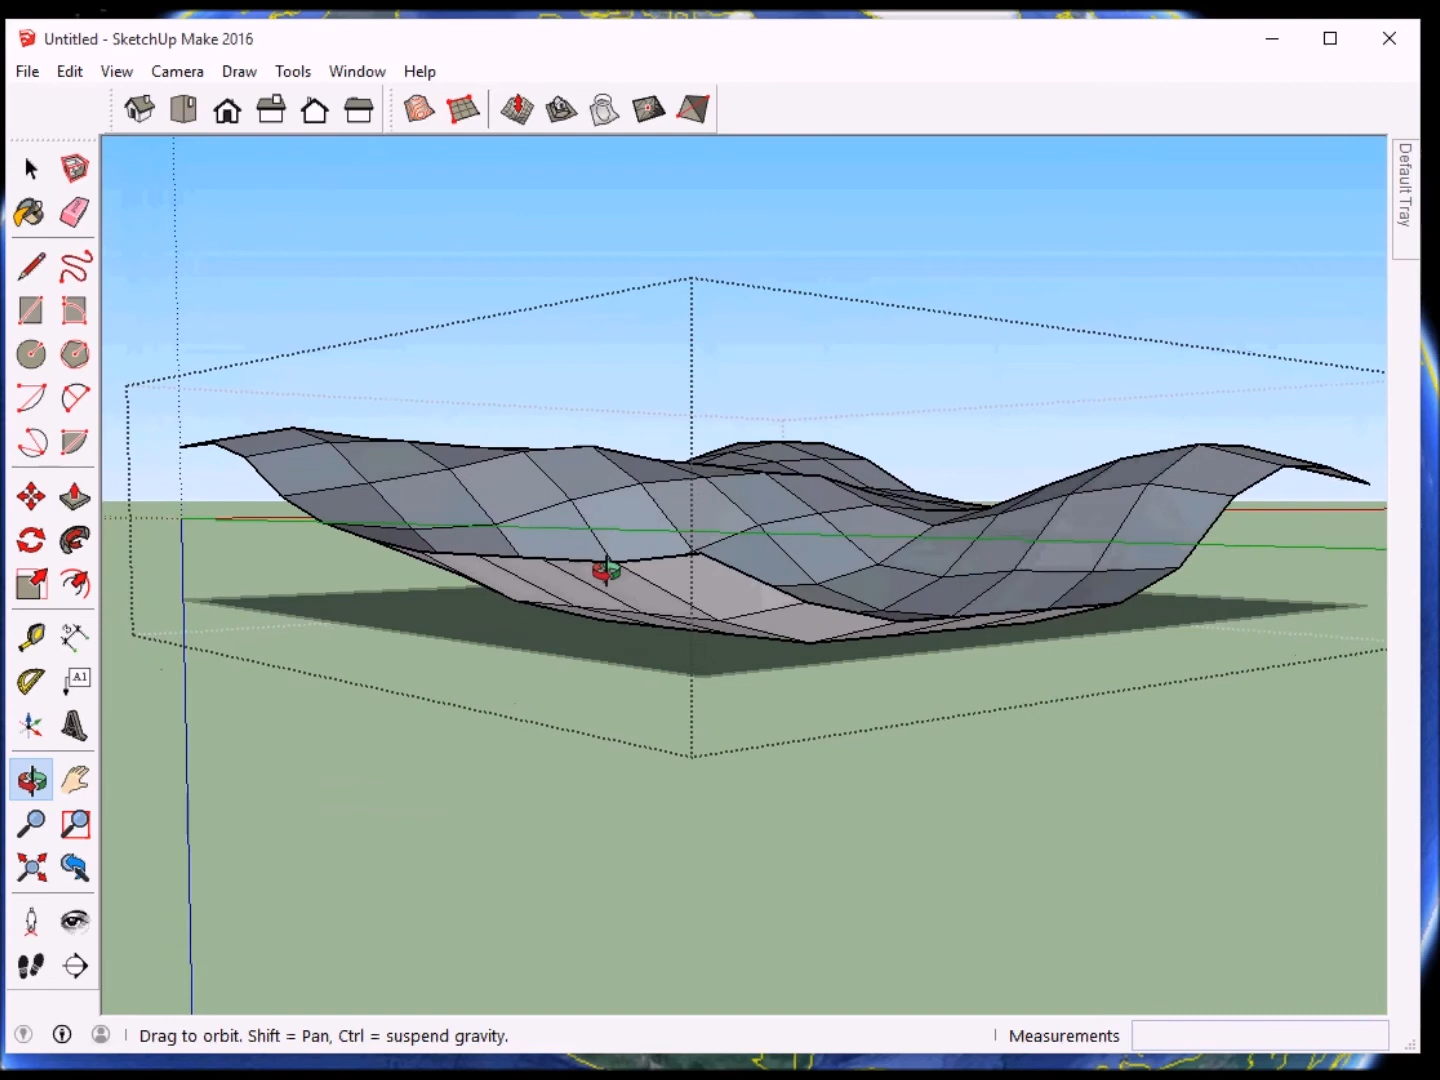 Untitled - SketchUp Make 2016
File Edit View Camera Draw Tools Window Help
Default Tray
A1
Drag to orbit. Shift = Pan, Ctrl = suspend gravity.
Measurements